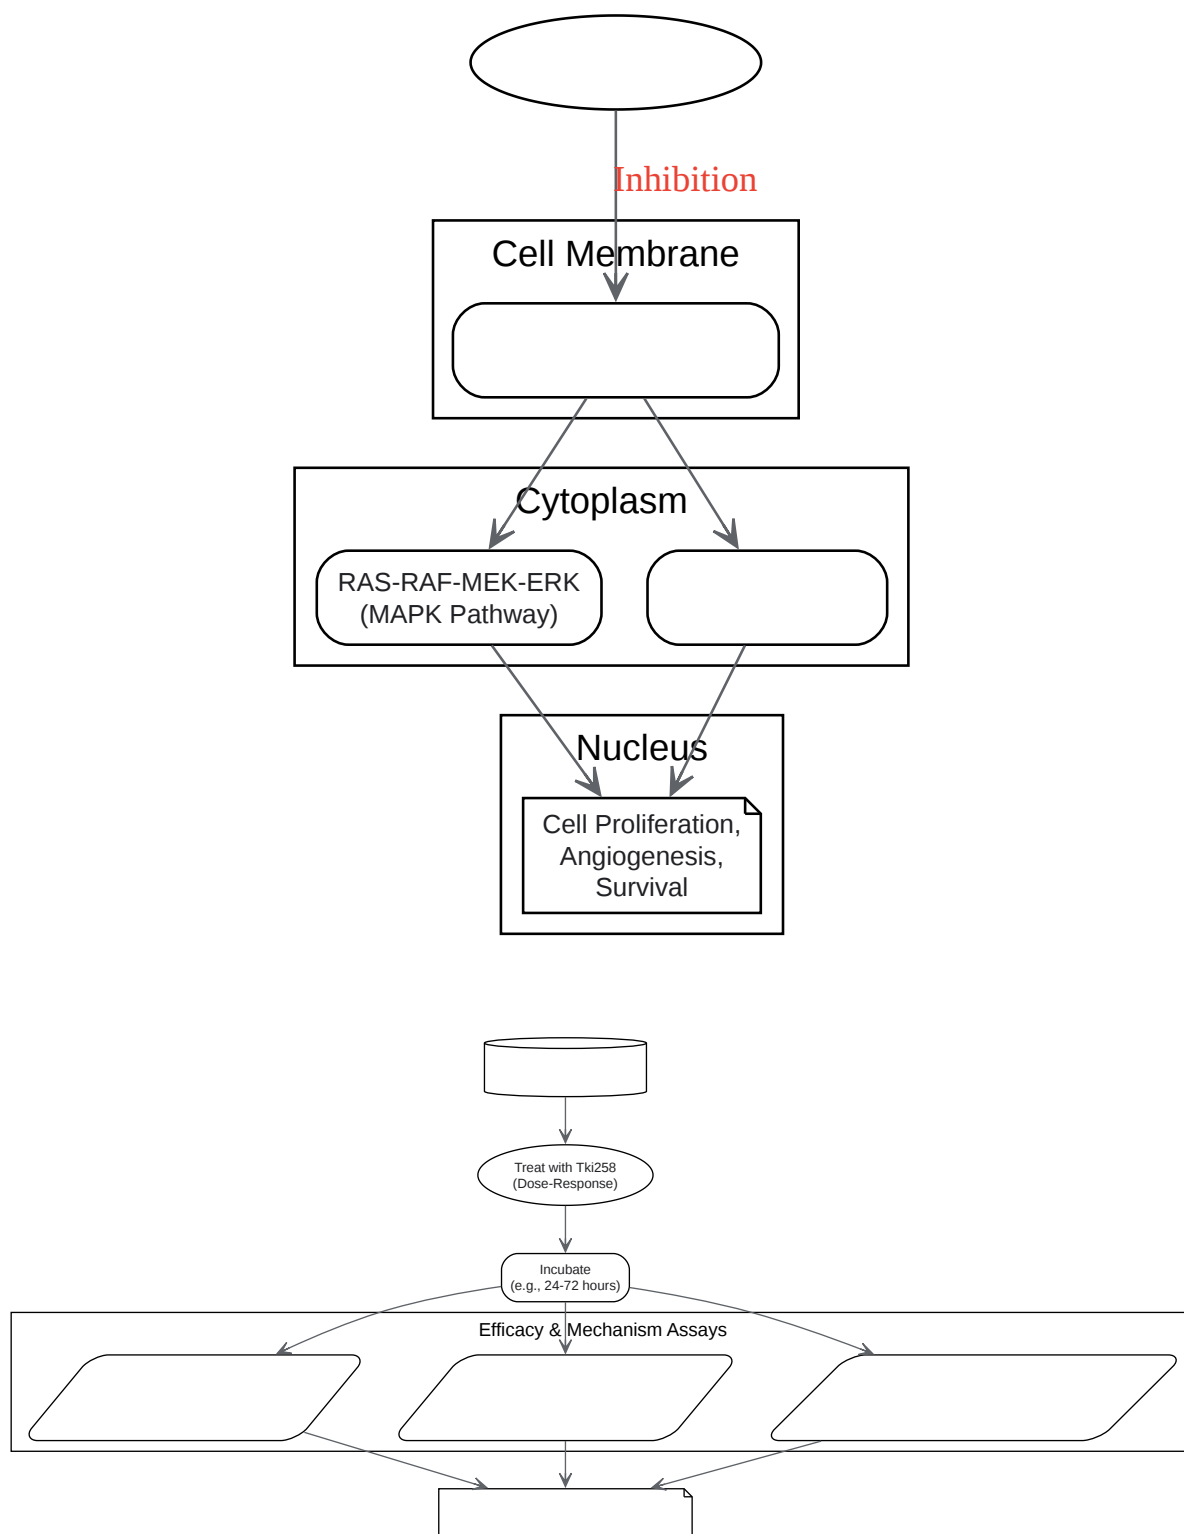 Inhibition
Cell Membrane
Cytoplasm
RAS-RAF-MEK-ERK
(MAPK Pathway)
Nucleus
Cell Proliferation,
Angiogenesis,
Survival
Treat with Tki258
(Dose-Response)
Incubate
(e.g., 24-72 hours)
Efficacy & Mechanism Assays